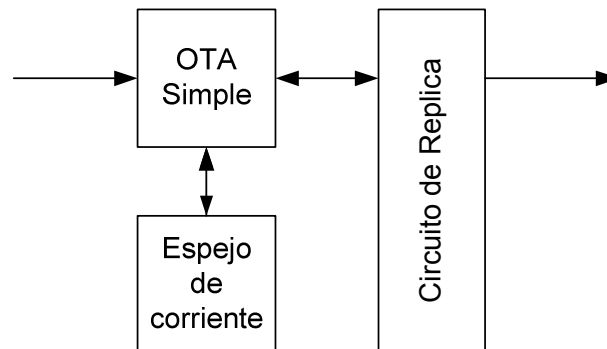 OTA
Simple
Circuito de Replica
Espejo
de
corriente